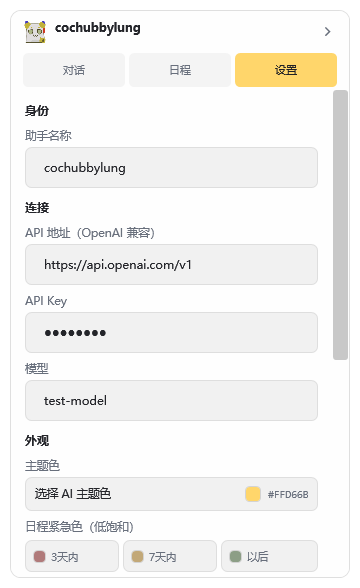 cochubbylung
对话 日程 设置
身份
助手名称
cochubbylung
连接
API 地址（OpenAI 兼容）
https://api.openai.com/v1
API Key
●●●●●●●●
模型
test-model
外观
主题色
选择 AI 主题色 #FFD66B
日程紧急色（低饱和）
3天内 7天内 以后